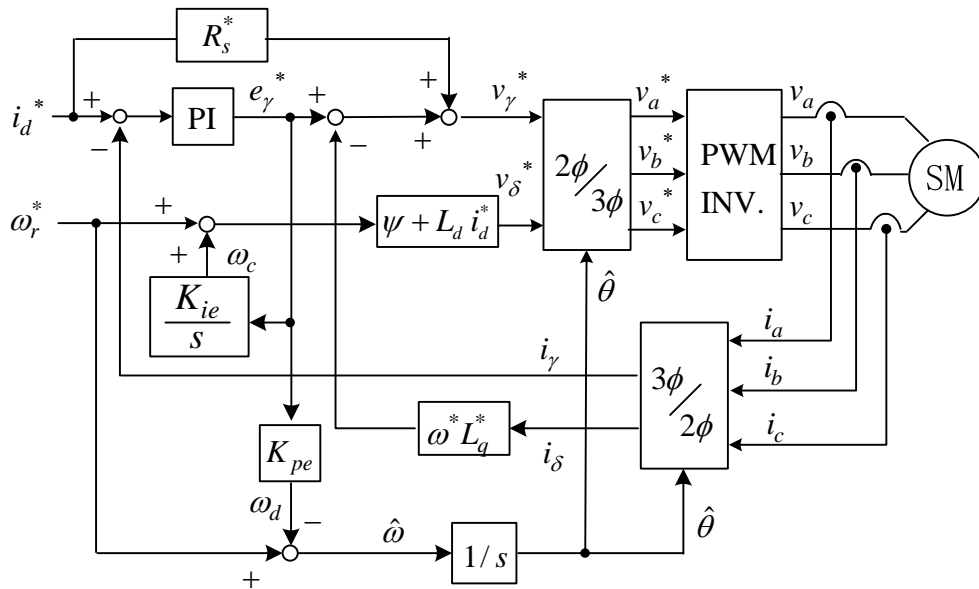 R_s^*
i_d^*
+
−
PI
e_γ^*
+
−
+
+
v_γ^*
2φ/3φ
v_a^*
v_b^*
v_c^*
PWM
INV.
v_a
v_b
v_c
SM
ω_r^*
+
+
ω_c
ψ + L_d i_d^*
v_δ^*
K_ie/s
θ̂
i_γ
3φ/2φ
i_a
i_b
i_c
ω^* L_q^*
i_δ
K_pe
ω_d
−
+
ω̂
1/s
θ̂